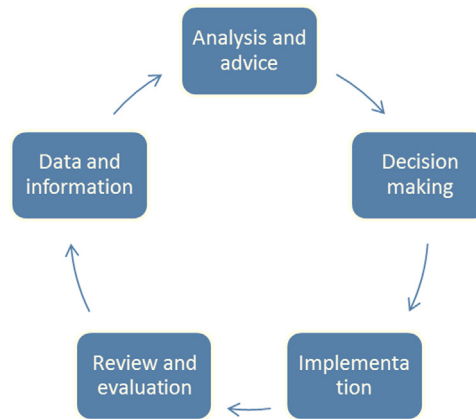 Analysis and
advice
Decision
making
Implementa
tion
Review and
evaluation
Data and
information